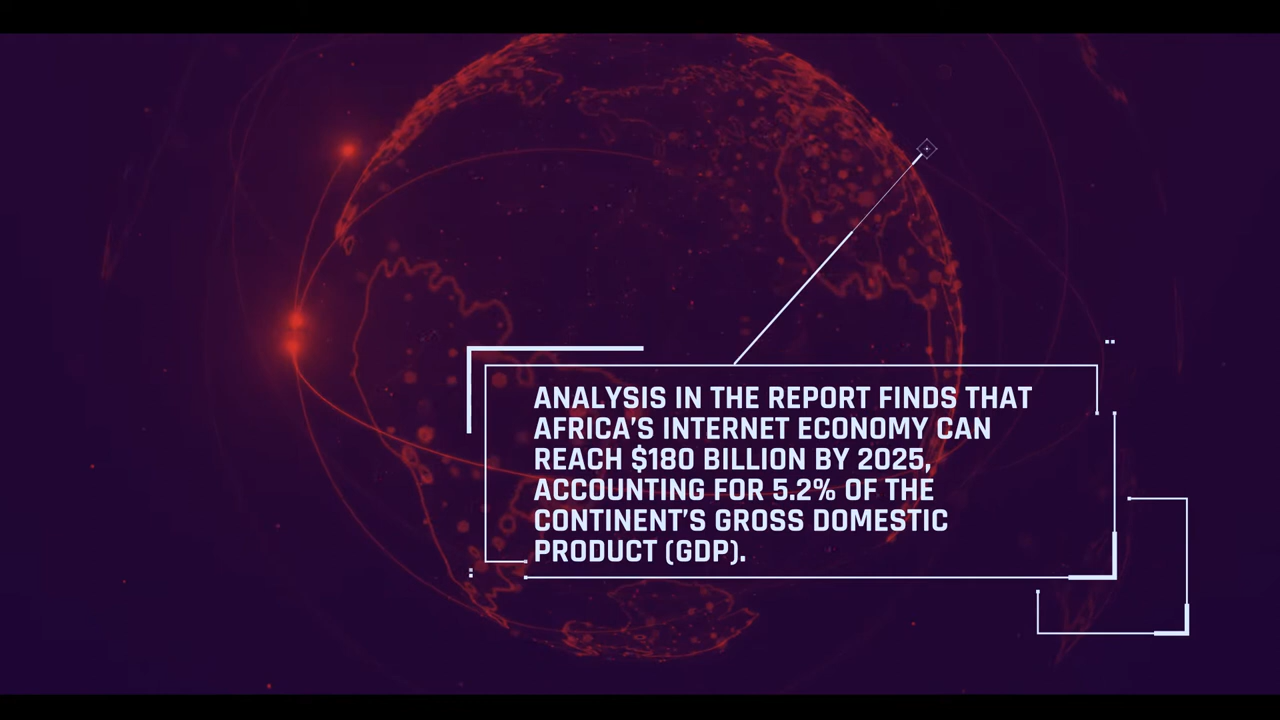 ANALYSIS IN THE REPORT FINDS THAT
AFRICA’S INTERNET ECONOMY CAN
REACH $180 BILLION BY 2025,
ACCOUNTING FOR 5.2% OF THE
CONTINENT’S GROSS DOMESTIC
PRODUCT (GDP).